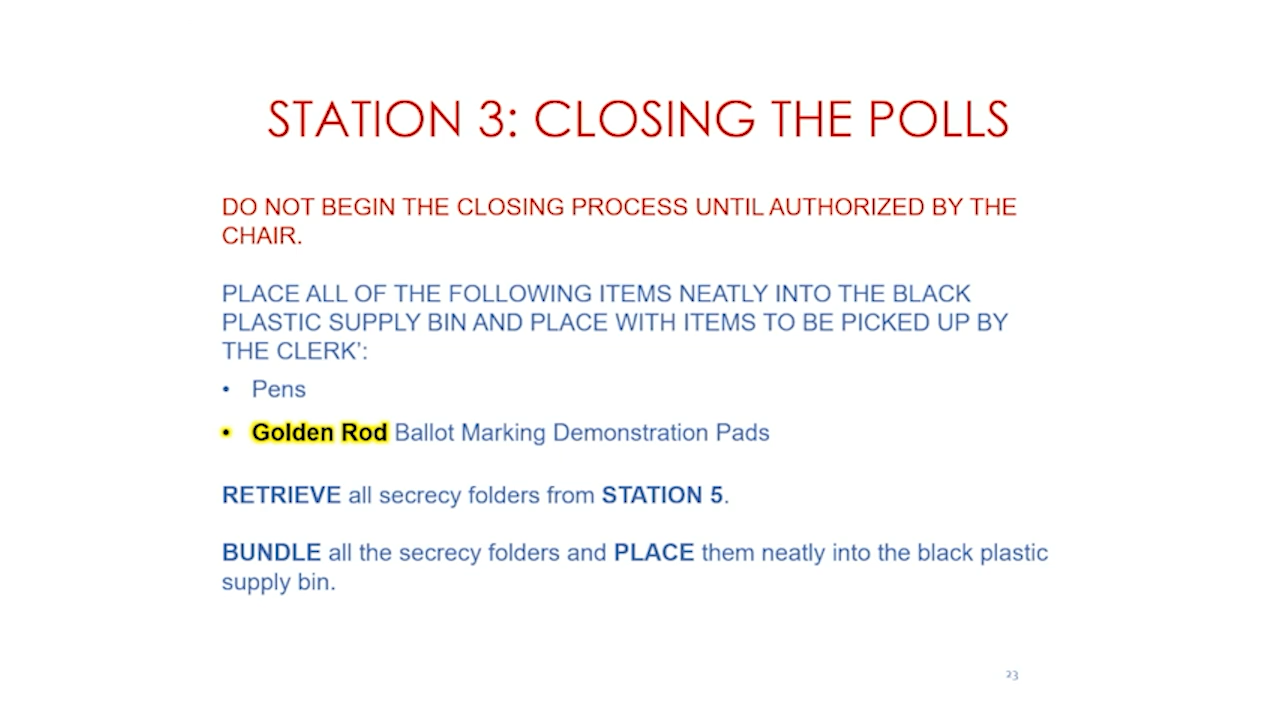 STATION 3: CLOSING THE POLLS
DO NOT BEGIN THE CLOSING PROCESS UNTIL AUTHORIZED BY THE
CHAIR.
PLACE ALL OF THE FOLLOWING ITEMS NEATLY INTO THE BLACK
PLASTIC SUPPLY BIN AND PLACE WITH ITEMS TO BE PICKED UP BY
THE CLERK’:
• Pens
• Golden Rod Ballot Marking Demonstration Pads
RETRIEVE all secrecy folders from STATION 5.
BUNDLE all the secrecy folders and PLACE them neatly into the black plastic
supply bin.
23